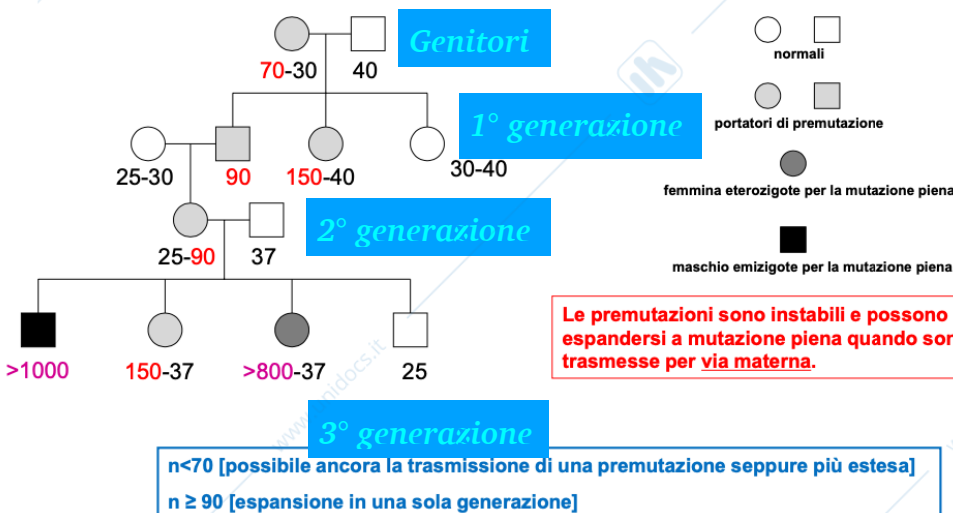 Genitori
70-30 40
normali
1° generazione
portatori di premutazione
25-30 90 150-40 30-40
femmina eterozigote per la mutazione piena
2° generazione
25-90 37
maschio emizigote per la mutazione piena
Le premutazioni sono instabili e possono
espandersi a mutazione piena quando
trasmesse per via materna.
>1000 150-37 >800-37 25
3° generazione
n<70 [possibile ancora la trasmissione di una premutazione seppure più estesa]
n ≥ 90 [espansione in una sola generazione]